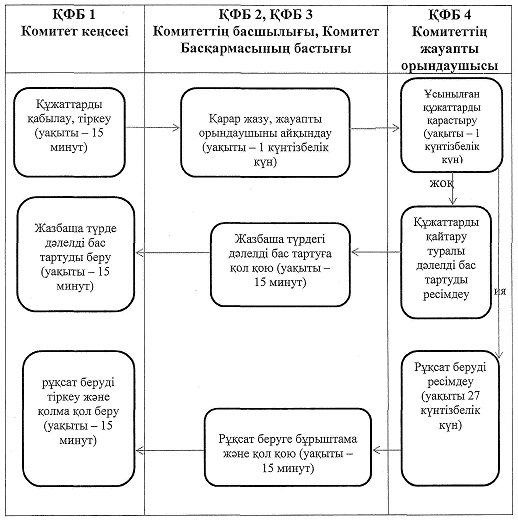 ҚФБ 1
Комитет кеңсесі
ҚФБ 2, ҚФБ 3
Комитеттің басшылығы, Комитет
Басқармасының бастығы
ҚФБ 4
Комитеттің
жауапты
орындаушысы
Құжаттарды
қабылау, тіркеу
(уақыты – 15
минут)
Қарар жазу, жауапты
орындаушыны айқындау
(уақыты – 1 күнтізбелік
күн)
Ұсынылған
құжаттарды
қарастыру
(уақыты – 1
күнтізбелік
күн)
жоқ
Жазбаша түрде
дәлелді бас
тартуды беру
(уақыты – 15
минут)
Жазбаша түрдегі
дәлелді бас тартуға
қол қою (уақыты –
15 минут)
Құжаттарды
қайтару
туралы
дәлелді бас
тартуды
ресімдеу
ия
рұқсат беруді
тіркеу және
қолма қол беру
(уақыты – 15
минут)
Рұқсат беруге бұрыштама
және қол қою (уақыты –
15 минут)
Рұқсат беруді
ресімдеу
(уақыты 27
күнтізбелік
күн)